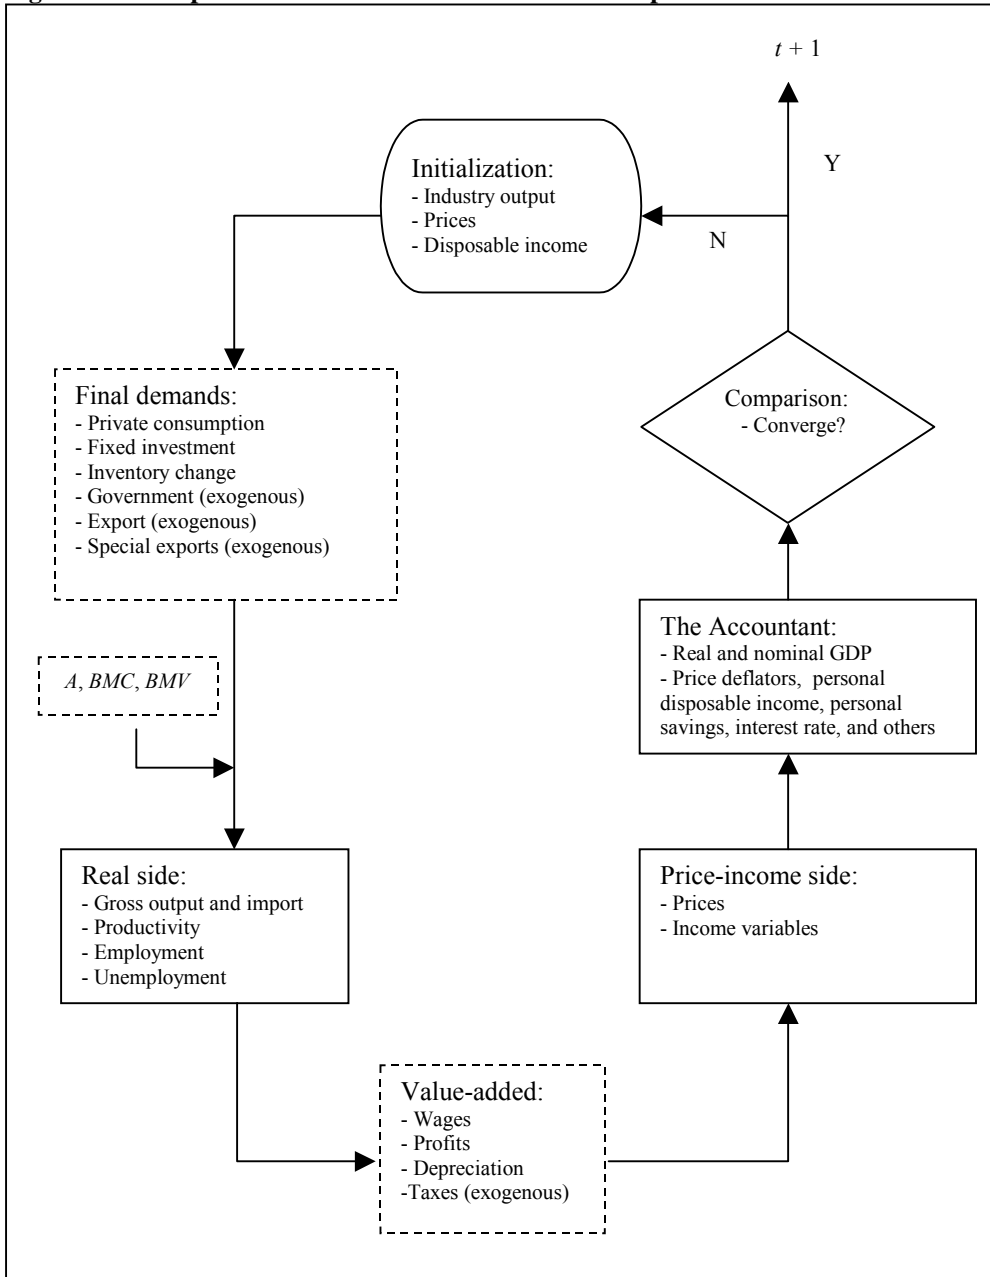 t + 1
Y
N
Initialization:
- Industry output
- Prices
- Disposable income
Final demands:
- Private consumption
- Fixed investment
- Inventory change
- Government (exogenous)
- Export (exogenous)
- Special exports (exogenous)
Comparison:
- Converge?
A, BMC, BMV
The Accountant:
- Real and nominal GDP
- Price deflators, personal
disposable income, personal
savings, interest rate, and others
Real side:
- Gross output and import
- Productivity
- Employment
- Unemployment
Price-income side:
- Prices
- Income variables
Value-added:
- Wages
- Profits
- Depreciation
-Taxes (exogenous)